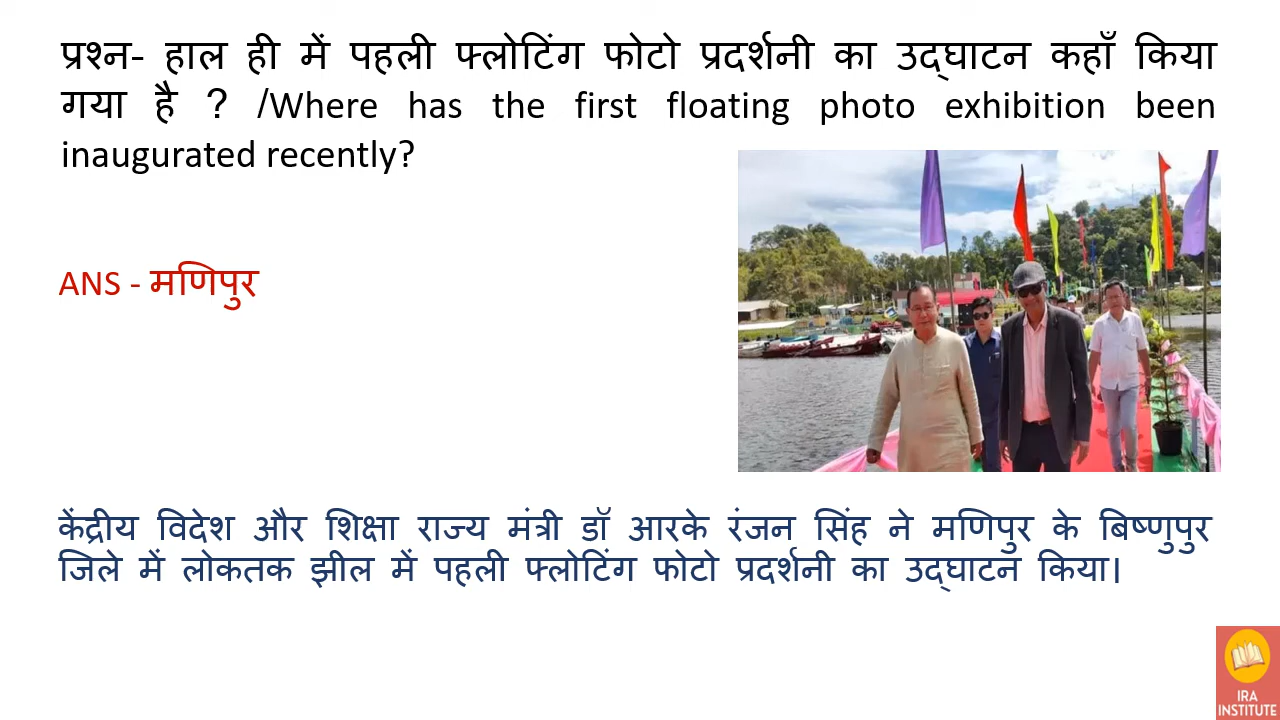 प्रश्न- हाल ही में पहली फ्लोटिंग फोटो प्रदर्शनी का उद्घाटन कहाँ किया
गया है ? /Where has the first floating photo exhibition been
inaugurated recently?
ANS - मणिपुर
केंद्रीय विदेश और शिक्षा राज्य मंत्री डॉ आरके रंजन सिंह ने मणिपुर के बिष्णुपुर
जिले में लोकतक झील में पहली फ्लोटिंग फोटो प्रदर्शनी का उद्घाटन किया।
IRA
INSTITUTE